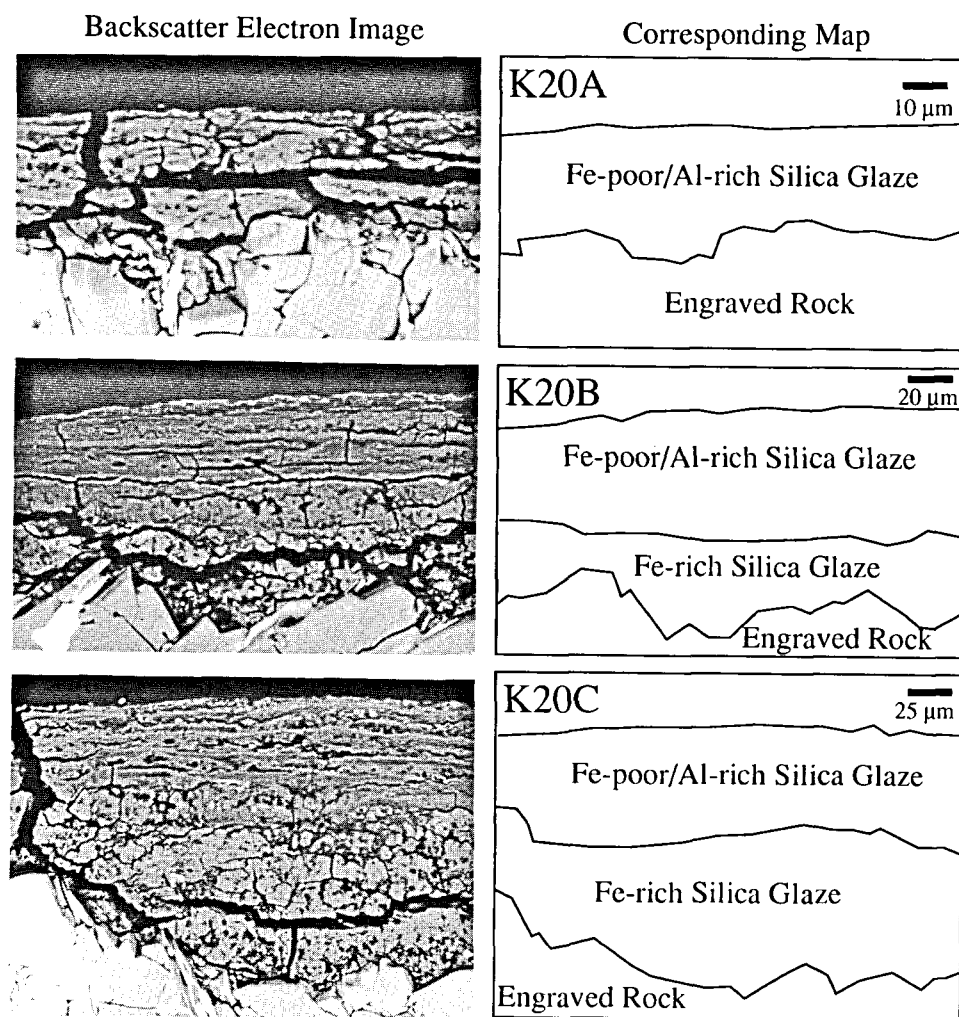 Backscatter Electron Image
Corresponding Map
K20A
10 µm
Fe-poor/Al-rich Silica Glaze
Engraved Rock
K20B
20 µm
Fe-poor/Al-rich Silica Glaze
Fe-rich Silica Glaze
Engraved Rock
K20C
25 µm
Fe-poor/Al-rich Silica Glaze
Fe-rich Silica Glaze
Engraved Rock